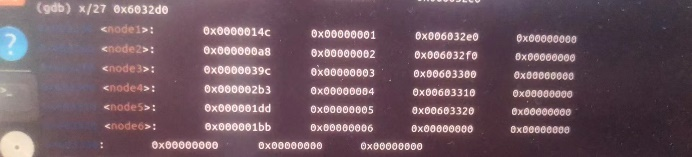 (gdb) x/27 0x6032d0
<node1>: 0x0000014c 0x00000001 0x006032e0 0x00000000
<node2>: 0x000000a8 0x00000002 0x006032f0 0x00000000
<node3>: 0x0000039c 0x00000003 0x00603300 0x00000000
<node4>: 0x000002b3 0x00000004 0x00603310 0x00000000
<node5>: 0x000001dd 0x00000005 0x00603320 0x00000000
<node6>: 0x000001bb 0x00000006 0x00000000 0x00000000
: 0x00000000 0x00000000 0x00000000